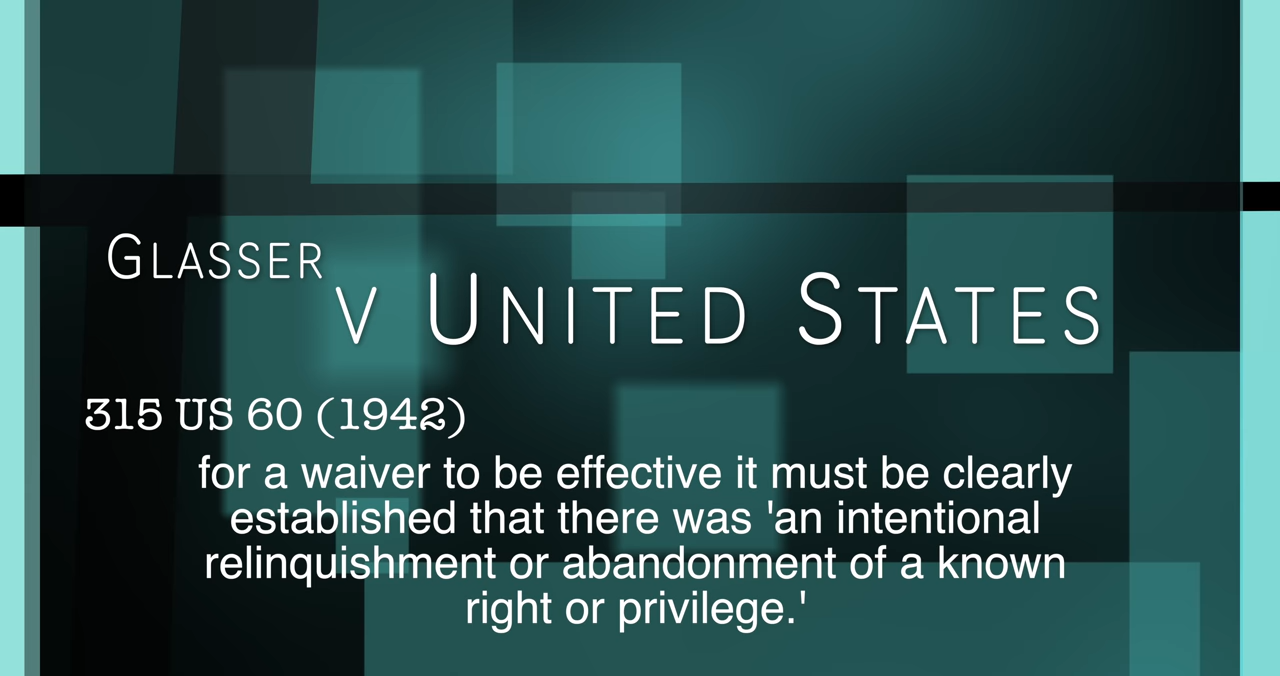 GLASSER
V UNITED STATES
315 US 60 (1942)
for a waiver to be effective it must be clearly
established that there was 'an intentional
relinquishment or abandonment of a known
right or privilege.'